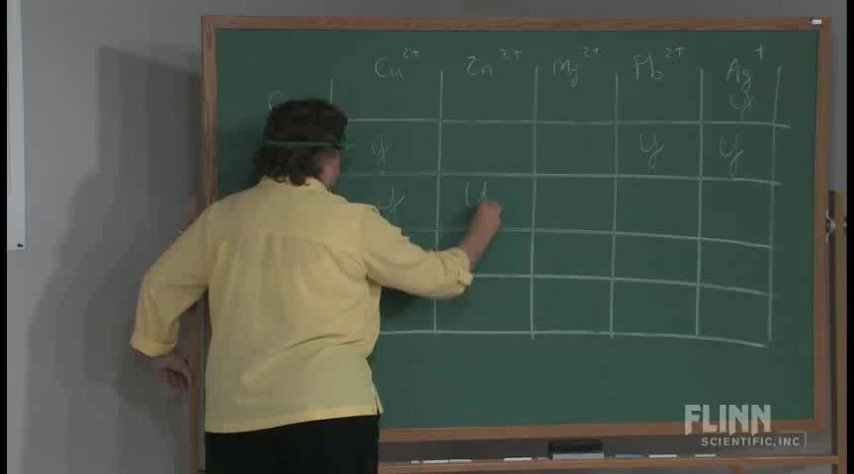 Cu²⁺ Zn²⁺ Mg²⁺ Pb²⁺ Ag⁺
y
y y y
y y
FLINN
SCIENTIFIC, INC